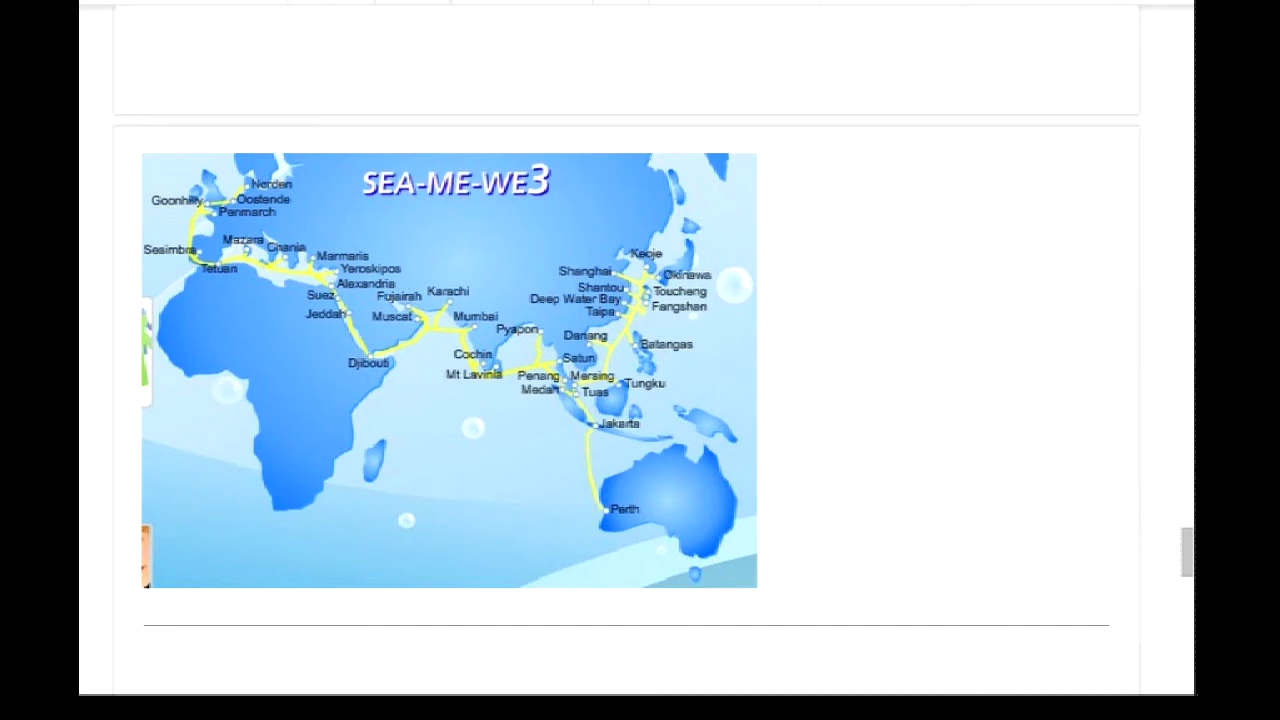 SEA-ME-WE3
Norden
Goonhilly
Oostende
Penmarch
Mazara
Chania
Sesimbra
Marmaris
Tetuan
Yeroskipos
Alexandria
Suez
Fujairah
Karachi
Jeddah
Muscat
Mumbai
Djibouti
Cochin
Mt Lavinia
Pyapon
Keoje
Shanghai
Okinawa
Shantou
Toucheng
Deep Water Bay
Fangshan
Taipa
Danang
Batangas
Satun
Penang
Mersing
Medan
Tuas
Tungku
Jakarta
Perth